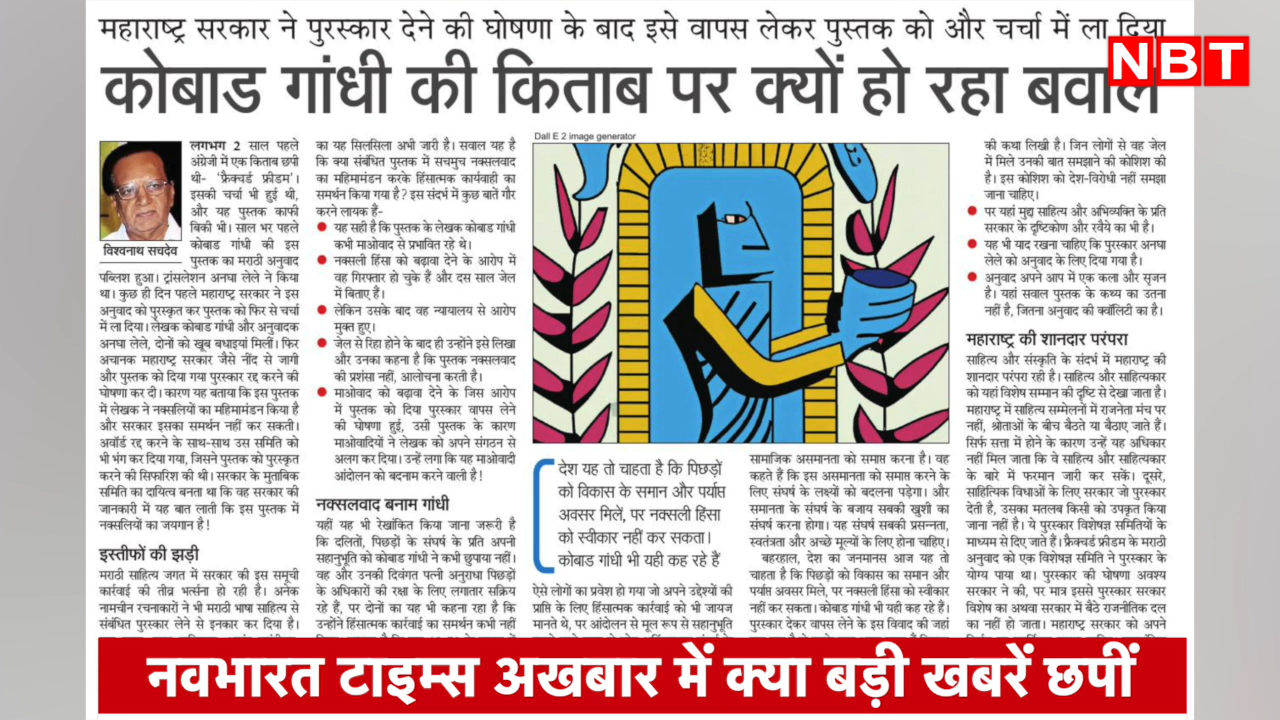 महाराष्ट्र सरकार ने पुरस्कार देने की घोषणा के बाद इसे वापस लेकर पुस्तक को और चर्चा में ला दिया
NBT
कोबाड गांधी की किताब पर क्यों हो रहा बवाल
विश्वनाथ सचदेव
लगभग 2 साल पहले
अंग्रेजी में एक किताब छपी
थी- 'फ्रैक्चर्ड फ्रीडम'।
इसकी चर्चा भी हुई थी,
और यह पुस्तक काफी
बिकी भी। साल भर पहले
कोबाड गांधी की इस
पुस्तक का मराठी अनुवाद
पब्लिश हुआ। ट्रांसलेशन अनघा लेले ने किया
था। कुछ ही दिन पहले महाराष्ट्र सरकार ने इस
अनुवाद को पुरस्कृत कर पुस्तक को फिर से चर्चा
में ला दिया। लेखक कोबाड गांधी और अनुवादक
अनघा लेले, दोनों को खूब बधाइयां मिलीं। फिर
अचानक महाराष्ट्र सरकार जैसे नींद से जागी
और पुस्तक को दिया गया पुरस्कार रद्द करने की
घोषणा कर दी। कारण यह बताया कि इस पुस्तक
में लेखक ने नक्सलियों का महिमामंडन किया है
और सरकार इसका समर्थन नहीं कर सकती।
अवॉर्ड रद्द करने के साथ-साथ उस समिति को
भी भंग कर दिया गया, जिसने पुस्तक को पुरस्कृत
करने की सिफारिश की थी। सरकार के मुताबिक
समिति का दायित्व बनता था कि वह सरकार की
जानकारी में यह बात लाती कि इस पुस्तक में
नक्सलियों का जयगान है!
इस्तीफों की झड़ी
मराठी साहित्य जगत में सरकार की इस समूची
कार्रवाई की तीव्र भर्त्सना हो रही है। अनेक
नामचीन रचनाकारों ने भी मराठी भाषा साहित्य से
संबंधित पुरस्कार लेने से इनकार कर दिया है।
का यह सिलसिला अभी जारी है। सवाल यह है
कि क्या संबंधित पुस्तक में सचमुच नक्सलवाद
का महिमामंडन करके हिंसात्मक कार्यवाही का
समर्थन किया गया है? इस संदर्भ में कुछ बातें गौर
करने लायक हैं-
● यह सही है कि पुस्तक के लेखक कोबाड गांधी
कभी माओवाद से प्रभावित रहे थे।
● नक्सली हिंसा को बढ़ावा देने के आरोप में
वह गिरफ्तार हो चुके हैं और दस साल जेल
में बिताए हैं।
● लेकिन उसके बाद वह न्यायालय से आरोप
मुक्त हुए।
● जेल से रिहा होने के बाद ही उन्होंने इसे लिखा
और उनका कहना है कि पुस्तक नक्सलवाद
की प्रशंसा नहीं, आलोचना करती है।
● माओवाद को बढ़ावा देने के जिस आरोप
में पुस्तक को दिया पुरस्कार वापस लेने
की घोषणा हुई, उसी पुस्तक के कारण
माओवादियों ने लेखक को अपने संगठन से
अलग कर दिया। उन्हें लगा कि यह माओवादी
आंदोलन को बदनाम करने वाली है!
नक्सलवाद बनाम गांधी
यहीं यह भी रेखांकित किया जाना जरूरी है
कि दलितों, पिछड़ों के संघर्ष के प्रति अपनी
सहानुभूति को कोबाड गांधी ने कभी छुपाया नहीं।
वह और उनकी दिवंगत पत्नी अनुराधा पिछड़ों
के अधिकारों की रक्षा के लिए लगातार सक्रिय
रहे हैं, पर दोनों का यह भी कहना रहा है कि
उन्होंने हिंसात्मक कार्रवाई का समर्थन कभी नहीं
Dall E 2 image generator
देश यह तो चाहता है कि पिछड़ों
को विकास के समान और पर्याप्त
अवसर मिलें, पर नक्सली हिंसा
को स्वीकार नहीं कर सकता।
कोबाड गांधी भी यही कह रहे हैं
ऐसे लोगों का प्रवेश हो गया जो अपने उद्देश्यों की
प्राप्ति के लिए हिंसात्मक कार्रवाई को भी जायज
मानते थे, पर आंदोलन से मूल रूप से सहानुभूति
सामाजिक असमानता को समाप्त करना है। वह
कहते हैं कि इस असमानता को समाप्त करने के
लिए संघर्ष के लक्ष्यों को बदलना पड़ेगा। और
समानता के संघर्ष के बजाय सबकी खुशी का
संघर्ष करना होगा। यह संघर्ष सबकी प्रसन्नता,
स्वतंत्रता और अच्छे मूल्यों के लिए होना चाहिए।
बहरहाल, देश का जनमानस आज यह तो
चाहता है कि पिछड़ों को विकास का समान और
पर्याप्त अवसर मिले, पर नक्सली हिंसा को स्वीकार
नहीं कर सकता। कोबाड गांधी भी यही कह रहे हैं।
पुरस्कार देकर वापस लेने के इस विवाद की जहां
की कथा लिखी है। जिन लोगों से वह जेल
में मिले उनकी बात समझाने की कोशिश की
है। इस कोशिश को देश-विरोधी नहीं समझा
जाना चाहिए।
● पर यहां मुद्दा साहित्य और अभिव्यक्ति के प्रति
सरकार के दृष्टिकोण और रवैये का भी है।
● यह भी याद रखना चाहिए कि पुरस्कार अनघा
लेले को अनुवाद के लिए दिया गया है।
● अनुवाद अपने आप में एक कला और सृजन
है। यहां सवाल पुस्तक के कथ्य का उतना
नहीं है, जितना अनुवाद की क्वॉलिटी का है।
महाराष्ट्र की शानदार परंपरा
साहित्य और संस्कृति के संदर्भ में महाराष्ट्र की
शानदार परंपरा रही है। साहित्य और साहित्यकार
को यहां विशेष सम्मान की दृष्टि से देखा जाता है।
महाराष्ट्र में साहित्य सम्मेलनों में राजनेता मंच पर
नहीं, श्रोताओं के बीच बैठते या बैठाए जाते हैं।
सिर्फ सत्ता में होने के कारण उन्हें यह अधिकार
नहीं मिल जाता कि वे साहित्य और साहित्यकार
के बारे में फरमान जारी कर सकें। दूसरे,
साहित्यिक विधाओं के लिए सरकार जो पुरस्कार
देती है, उसका मतलब किसी को उपकृत किया
जाना नहीं है। ये पुरस्कार विशेषज्ञ समितियों के
माध्यम से दिए जाते हैं। फ्रैक्चर्ड फ्रीडम के मराठी
अनुवाद को एक विशेषज्ञ समिति ने पुरस्कार के
योग्य पाया था। पुरस्कार की घोषणा अवश्य
सरकार ने की, पर मात्र इससे पुरस्कार सरकार
विशेष का अथवा सरकार में बैठे राजनीतिक दल
का नहीं हो जाता। महाराष्ट्र सरकार को अपने
नवभारत टाइम्स अखबार में क्या बड़ी खबरें छपीं